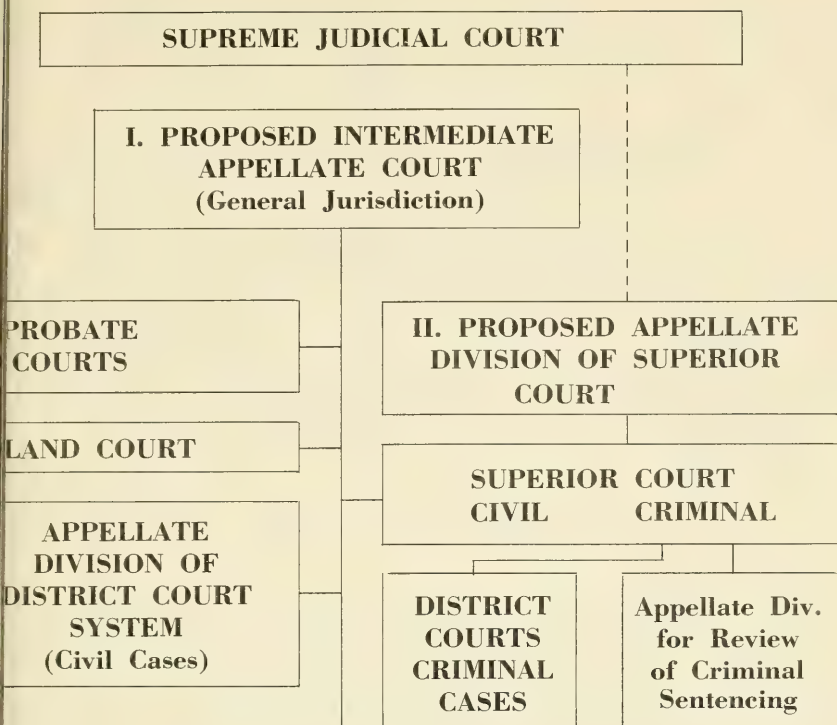 SUPREME JUDICIAL COURT
I. PROPOSED INTERMEDIATE
APPELLATE COURT
(General Jurisdiction)
PROBATE
COURTS
LAND COURT
APPELLATE
DIVISION OF
DISTRICT COURT
SYSTEM
(Civil Cases)
II. PROPOSED APPELLATE
DIVISION OF SUPERIOR
COURT
SUPERIOR COURT
CIVIL CRIMINAL
DISTRICT
COURTS
CRIMINAL
CASES
Appellate Div.
for Review
of Criminal
Sentencing